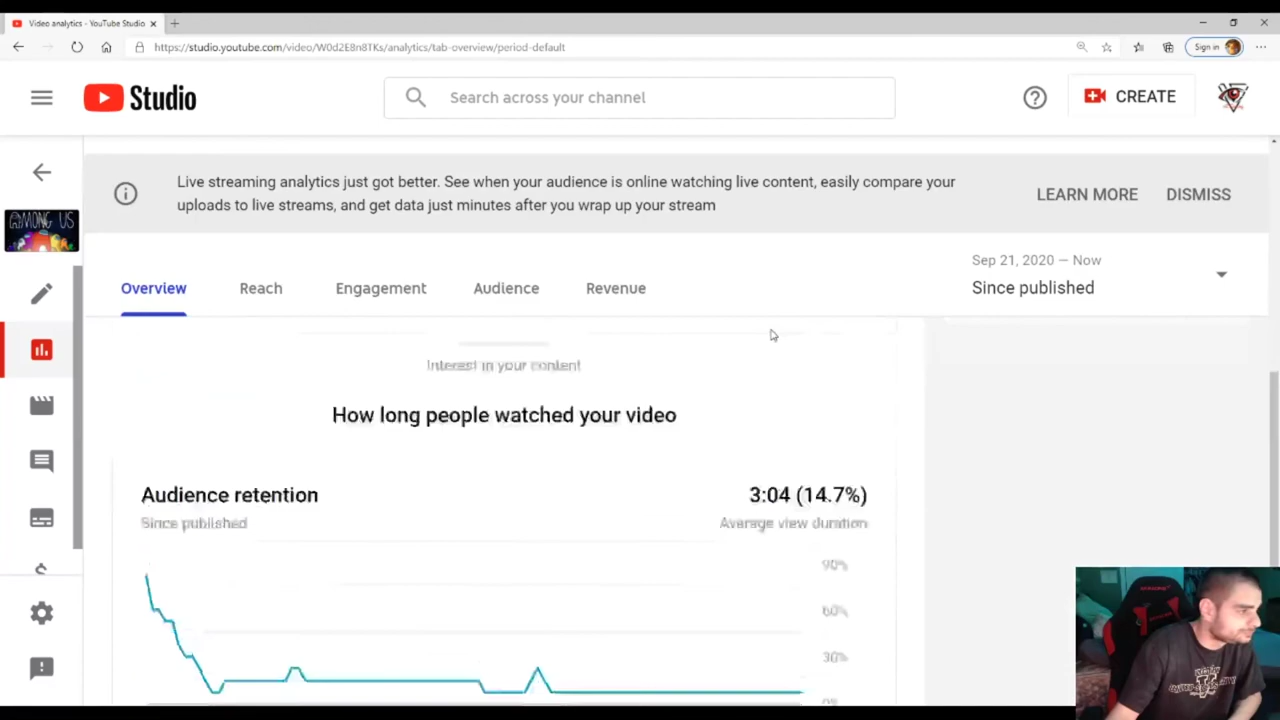 Video analytics - YouTube Studio
https://studio.youtube.com/video/W0d2E8n8TKs/analytics/tab-overview/period-default
Sign in
Studio
Search across your channel
CREATE
Live streaming analytics just got better. See when your audience is online watching live content, easily compare your
uploads to live streams, and get data just minutes after you wrap up your stream
LEARN MORE
DISMISS
AMONG US
Overview
Reach
Engagement
Audience
Revenue
Sep 21, 2020 – Now
Since published
Interest in your content
How long people watched your video
Audience retention
3:04 (14.7%)
Since published
Average view duration
90%
60%
30%